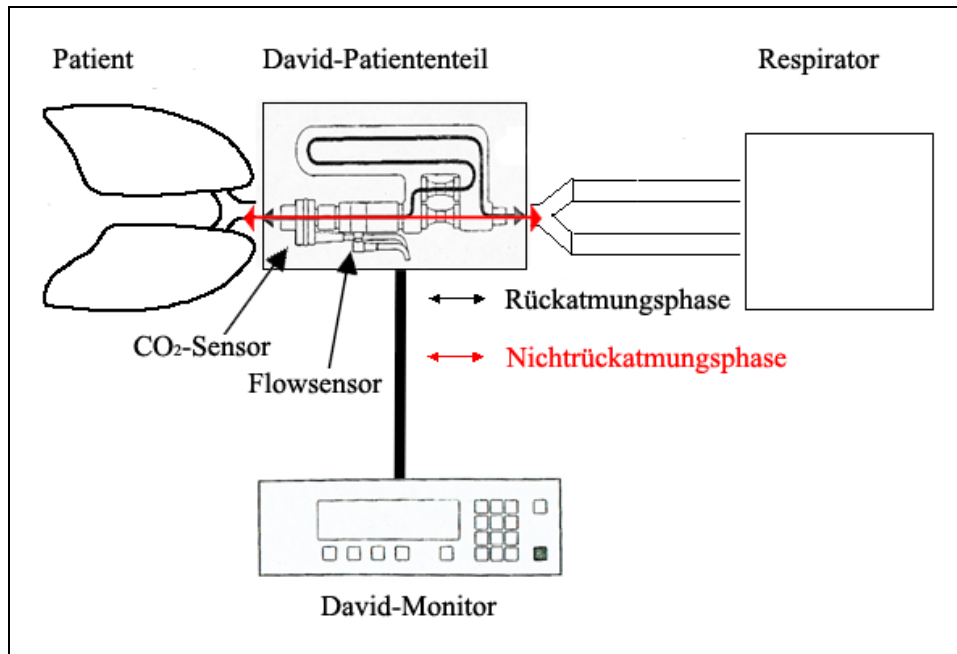 Patient
David-Patiententeil
Respirator
Rückatmungsphase
CO₂-Sensor
Nichtrückatmungsphase
Flowsensor
David-Monitor